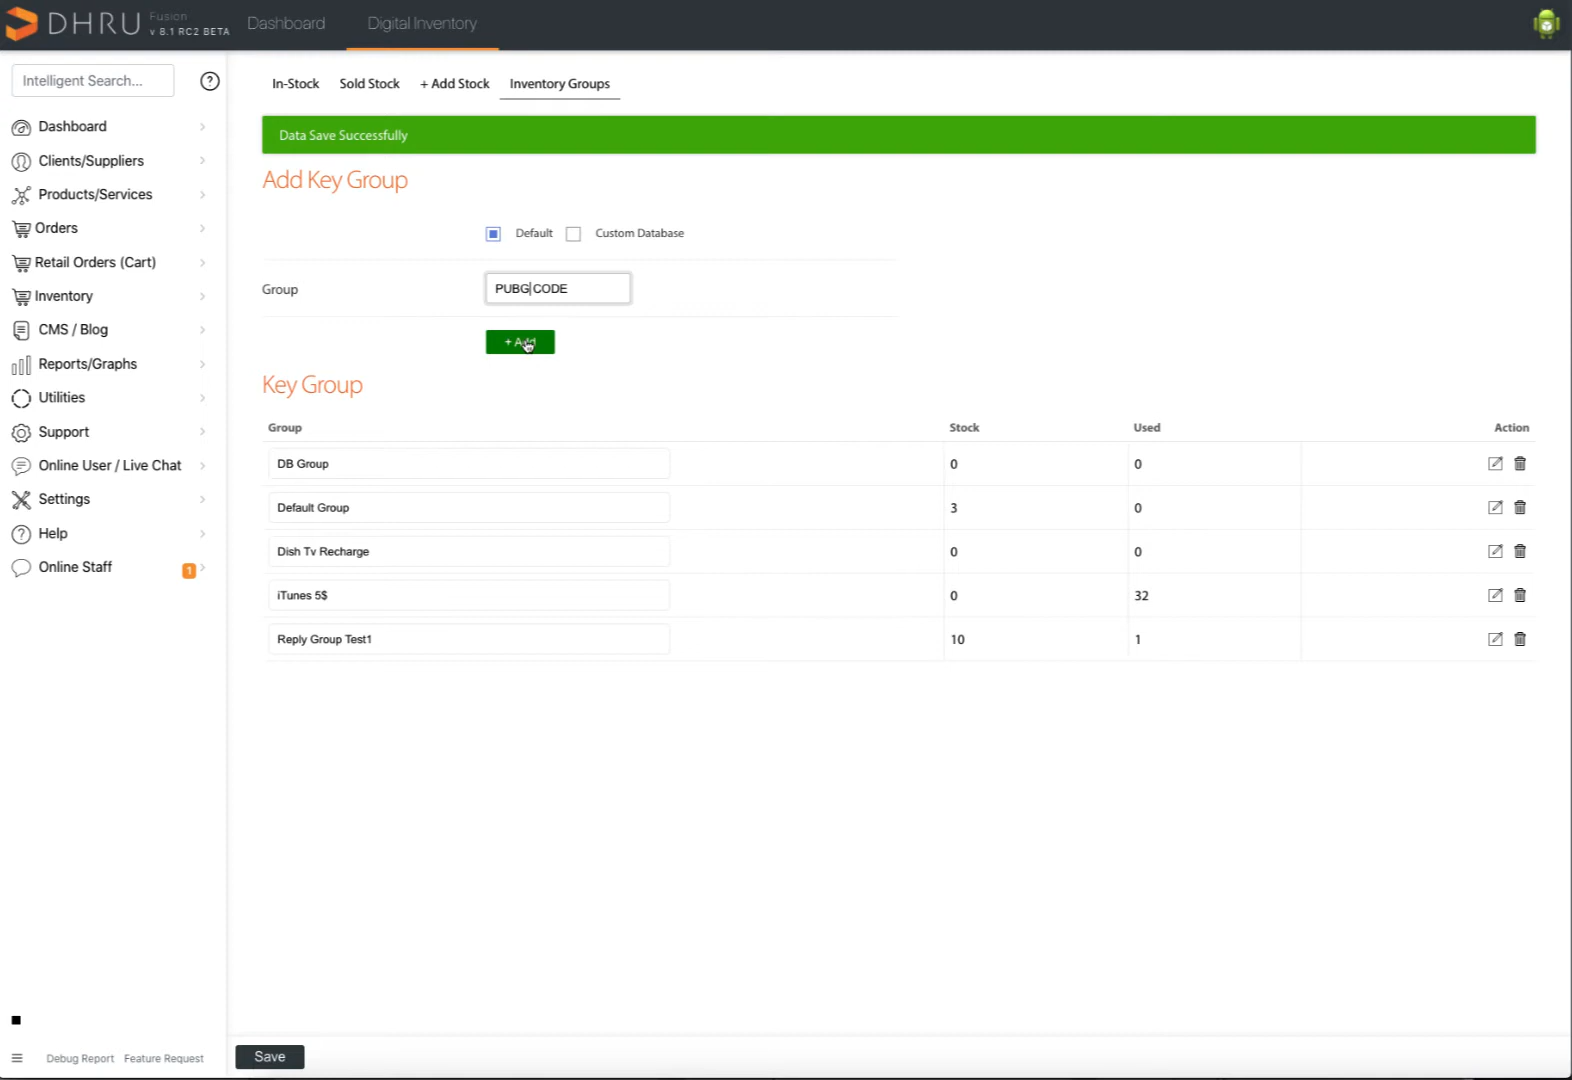 DHRU Fusion v 8.1 RC2 BETA
Dashboard
Digital Inventory
Intelligent Search...
?
Dashboard
Clients/Suppliers
Products/Services
Orders
Retail Orders (Cart)
Inventory
CMS / Blog
Reports/Graphs
Utilities
Support
Online User / Live Chat
Settings
Help
Online Staff 1
Debug Report Feature Request
In-Stock Sold Stock + Add Stock Inventory Groups
Data Save Successfully
Add Key Group
Default Custom Database
Group PUBG CODE
+ Add
Key Group
Group Stock Used Action
DB Group 0 0
Default Group 3 0
Dish Tv Recharge 0 0
iTunes 5$ 0 32
Reply Group Test1 10 1
Save